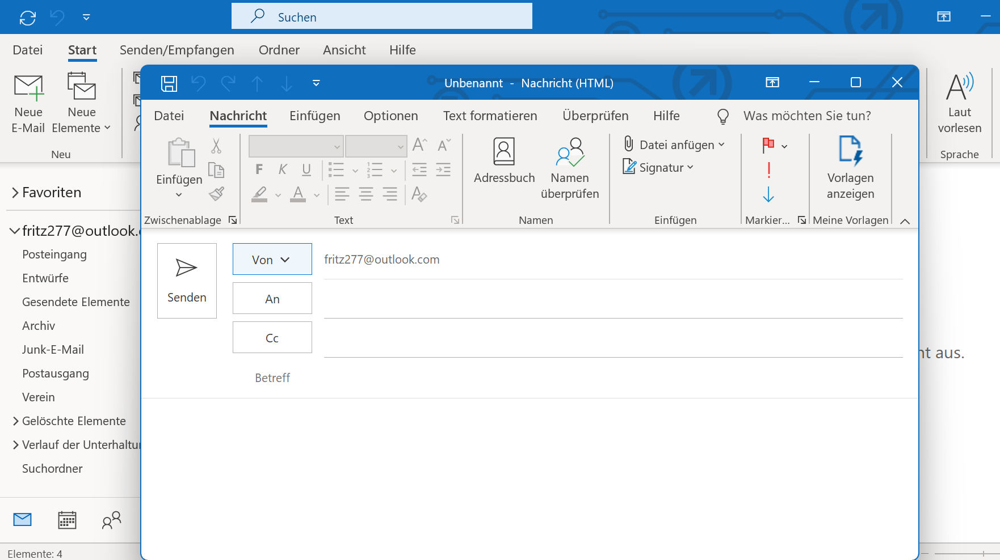 Suchen
Datei Start Senden/Empfangen Ordner Ansicht Hilfe
Neue E-Mail
Neue Elemente
Neu
Laut vorlesen
Sprache
Favoriten
fritz277@outlook.
Posteingang
Entwürfe
Gesendete Elemente
Archiv
Junk-E-Mail
Postausgang
Verein
Gelöschte Elemente
Verlauf der Unterhaltun
Suchordner
Elemente: 4
Unbenannt - Nachricht (HTML)
Datei Nachricht Einfügen Optionen Text formatieren Überprüfen Hilfe Was möchten Sie tun?
Einfügen
Zwischenablage
F K U
Text
Adressbuch
Namen überprüfen
Namen
Datei anfügen
Signatur
Einfügen
Markier...
Vorlagen anzeigen
Meine Vorlagen
Senden
Von fritz277@outlook.com
An
Cc
Betreff
nt aus.